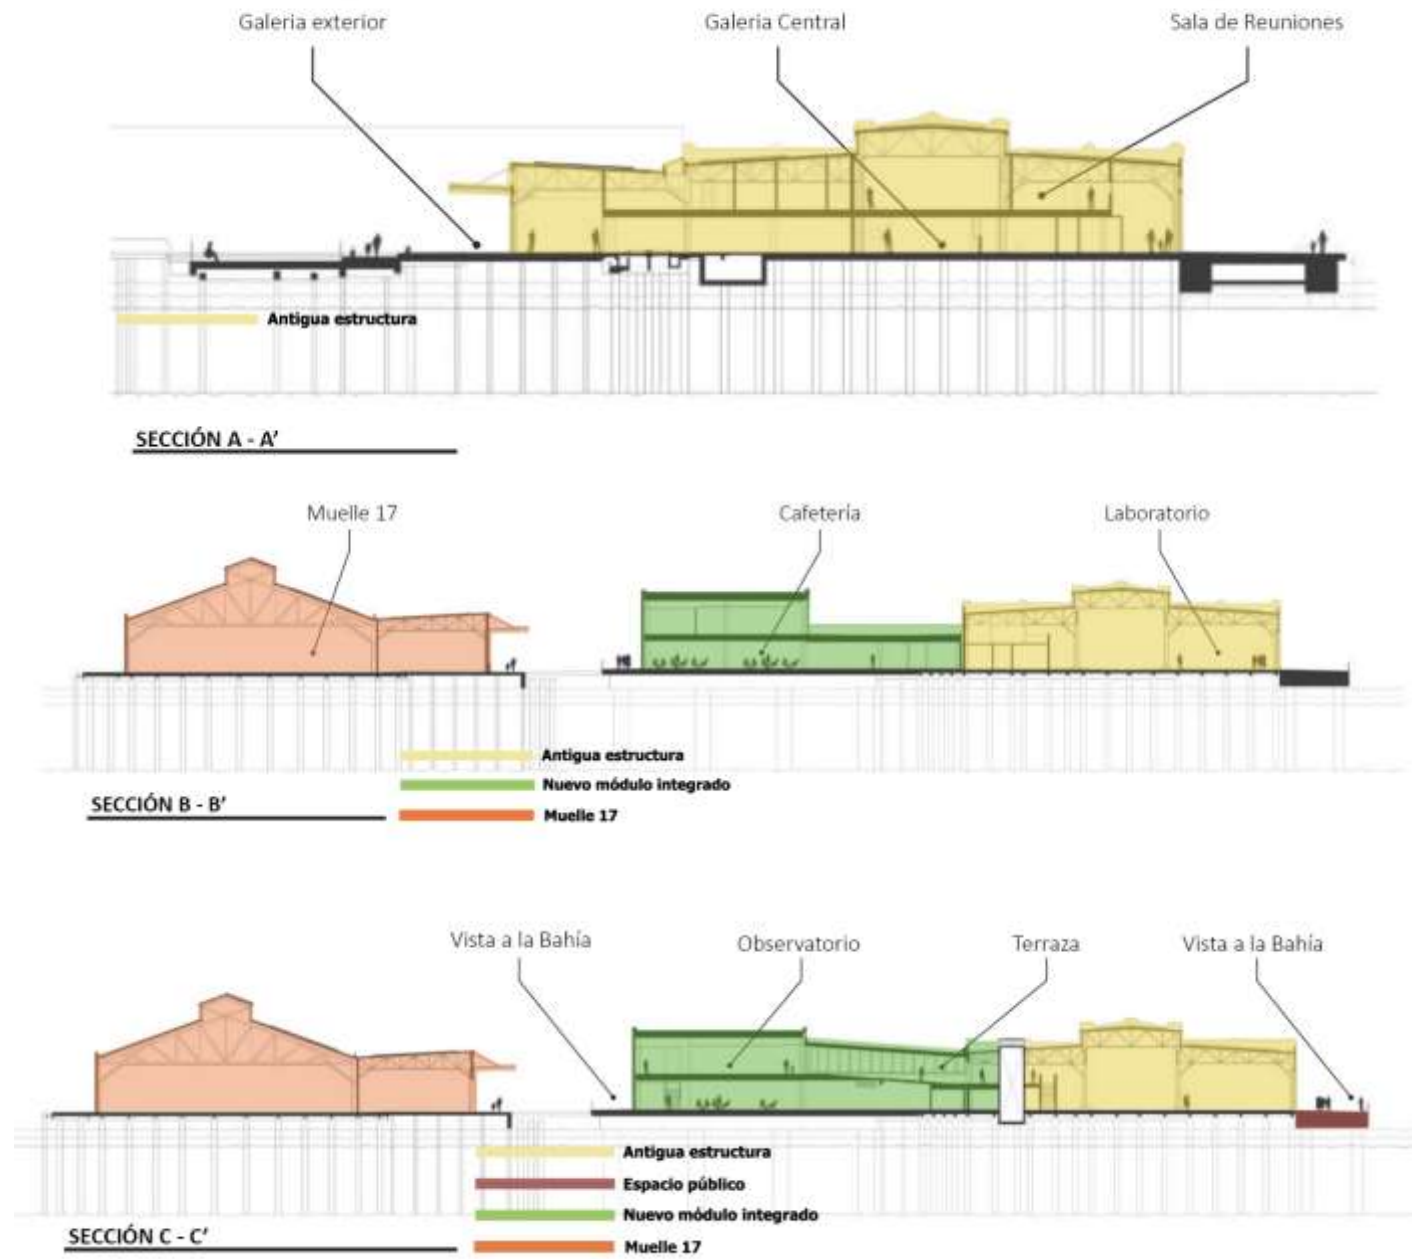 Galeria exterior
Galeria Central
Sala de Reuniones
Antigua estructura
SECCIÓN A - A'
Muelle 17
Cafetería
Laboratorio
Antigua estructura
Nuevo módulo integrado
Muelle 17
SECCIÓN B - B'
Vista a la Bahía
Observatorio
Terraza
Vista a la Bahía
Antigua estructura
Espacio público
Nuevo módulo integrado
Muelle 17
SECCIÓN C - C'